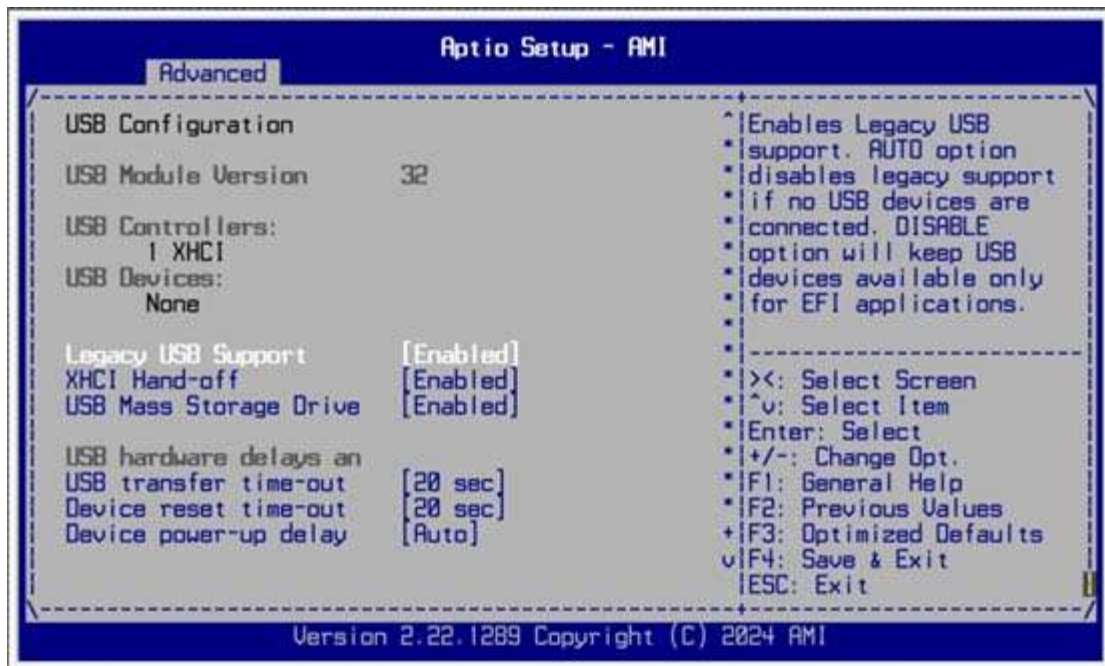 Aptio Setup - AMI
Advanced
USB Configuration
USB Module Version 32
USB Controllers:
1 XHCI
USB Devices:
None
Legacy USB Support [Enabled]
XHCI Hand-off [Enabled]
USB Mass Storage Drive [Enabled]
USB hardware delays an
USB transfer time-out [20 sec]
Device reset time-out [20 sec]
Device power-up delay [Auto]
Enables Legacy USB
support. AUTO option
disables legacy support
if no USB devices are
connected. DISABLE
option will keep USB
devices available only
for EFI applications.
><: Select Screen
^v: Select Item
Enter: Select
+/-: Change Opt.
F1: General Help
F2: Previous Values
F3: Optimized Defaults
F4: Save & Exit
ESC: Exit
Version 2.22.1289 Copyright (C) 2024 AMI